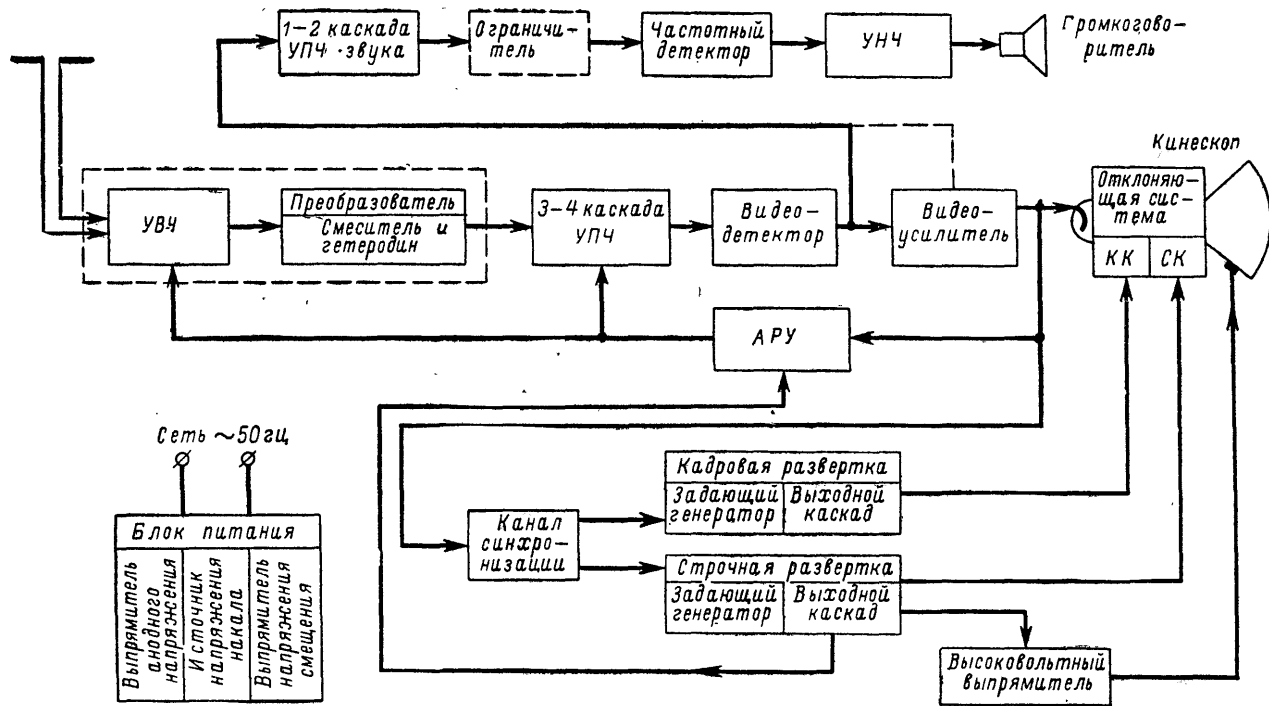 1-2 каскада
УПЧ звука
Ограничи-
тель
Частотный
детектор
УНЧ
Громкогово-
ритель
Кинескоп
УВЧ
Преобразователь
Смеситель и
гетеродин
3-4 каскада
УПЧ
Видео-
детектор
Видео-
усилитель
Отклоняю-
щая сис-
тема
КК
СК
АРУ
Сеть ~50гц
Блок питания
Выпрямитель
анодного
напряжения
Источник
напряжения
накала
Выпрямитель
напряжения
смещения
Канал
синхро-
низации
Кадровая развертка
Задающий
генератор
Выходной
каскад
Строчная развертка
Задающий
генератор
Выходной
каскад
Высоковольтный
выпрямитель